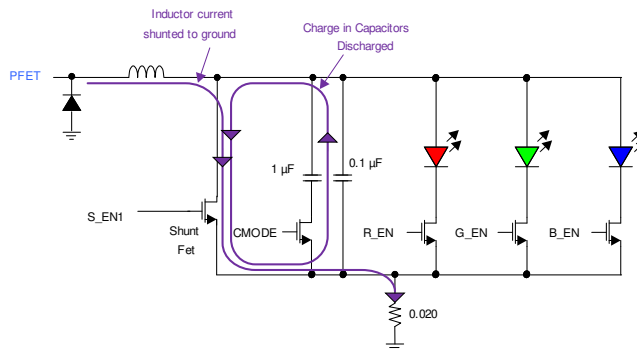 Inductor current
shunted to ground
Charge in Capacitors
Discharged
PFET
1 µF
0.1 µF
S_EN1
Shunt
Fet
CMODE
R_EN
G_EN
B_EN
0.020